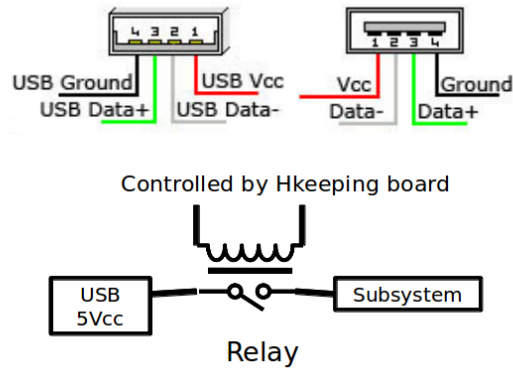 4 3 2 1
USB Ground
USB Vcc
USB Data+
USB Data-
1 2 3 4
Vcc
Ground
Data-
Data+
Controlled by Hkeeping board
USB
5Vcc
Subsystem
Relay